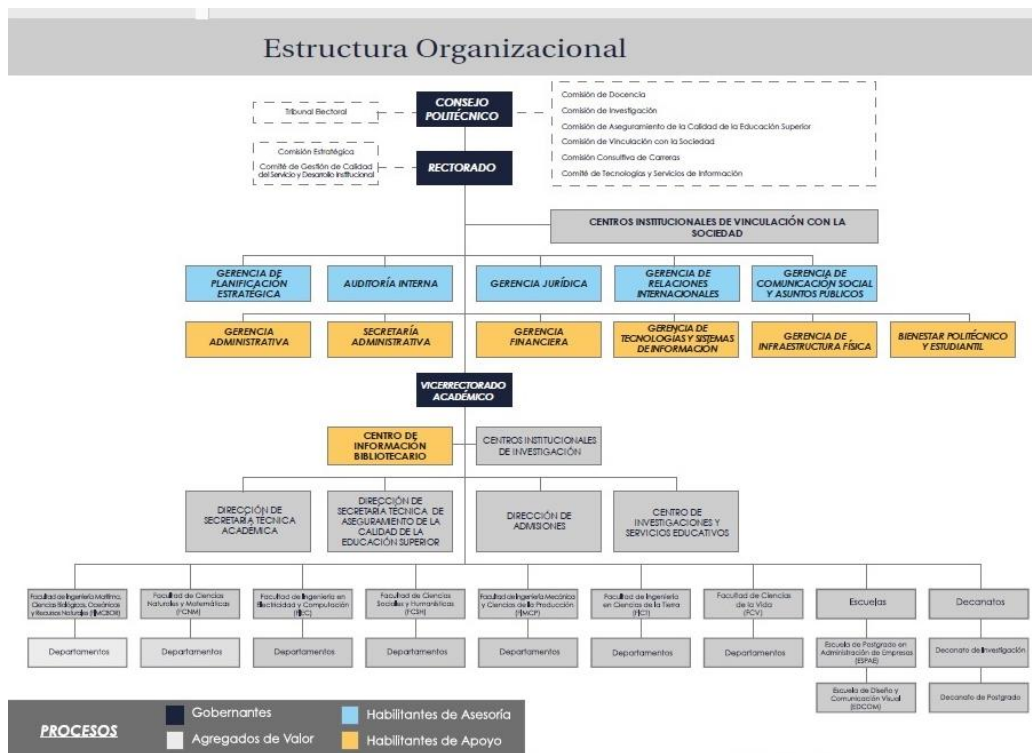 Estructura Organizacional
CONSEJO
POLITÉCNICO
Tribunal Electoral
Comisión de Docencia
Comisión de Investigación
Comisión de Aseguramiento de la Calidad de la Educación Superior
Comisión de Vinculación con la Sociedad
Comisión Consultiva de Carreras
Comité de Tecnologías y Servicios de Información
Comisión Estratégica
Comité de Gestión de Calidad
del Servicio y Desarrollo Institucional
RECTORADO
CENTROS INSTITUCIONALES DE VINCULACIÓN CON LA
SOCIEDAD
GERENCIA DE
PLANIFICACIÓN
ESTRATÉGICA
AUDITORÍA INTERNA
GERENCIA JURÍDICA
GERENCIA DE
RELACIONES
INTERNACIONALES
GERENCIA DE
COMUNICACIÓN SOCIAL
Y ASUNTOS PÚBLICOS
GERENCIA
ADMINISTRATIVA
SECRETARÍA
ADMINISTRATIVA
GERENCIA
FINANCIERA
GERENCIA DE
TECNOLOGÍAS Y SISTEMAS
DE INFORMACIÓN
GERENCIA DE
INFRAESTRUCTURA FÍSICA
BIENESTAR POLITÉCNICO
Y ESTUDIANTIL
VICERRECTORADO
ACADÉMICO
CENTRO DE
INFORMACIÓN
BIBLIOTECARIO
CENTROS INSTITUCIONALES
DE INVESTIGACIÓN
DIRECCIÓN DE
SECRETARÍA TÉCNICA
ACADÉMICA
DIRECCIÓN DE
SECRETARÍA TÉCNICA DE
ASEGURAMIENTO DE LA
CALIDAD DE LA
EDUCACIÓN SUPERIOR
DIRECCIÓN DE
ADMISIONES
CENTRO DE
INVESTIGACIONES Y
SERVICIOS EDUCATIVOS
Facultad de Ingeniería Marítima,
Ciencias Biológicas, Oceánicas
y Recursos Naturales (FIMCBOR)
Facultad de Ciencias
Naturales y Matemáticas
(FCNM)
Facultad de Ingeniería en
Electricidad y Computación
(FIEC)
Facultad de Ciencias
Sociales y Humanísticas
(FCSH)
Facultad de Ingeniería Mecánica
y Ciencias de la Producción
(FIMCP)
Facultad de Ingeniería
en Ciencias de la Tierra
(FICT)
Facultad de Ciencias
de la Vida
(FCV)
Escuelas
Decanatos
Departamentos
Departamentos
Departamentos
Departamentos
Departamentos
Departamentos
Departamentos
Escuela de Postgrado en
Administración de Empresas
(ESPAE)
Decanato de Investigación
Escuela de Diseño y
Comunicación Visual
(EDCOM)
Decanato de Postgrado
PROCESOS
Gobernantes
Habilitantes de Asesoría
Agregados de Valor
Habilitantes de Apoyo